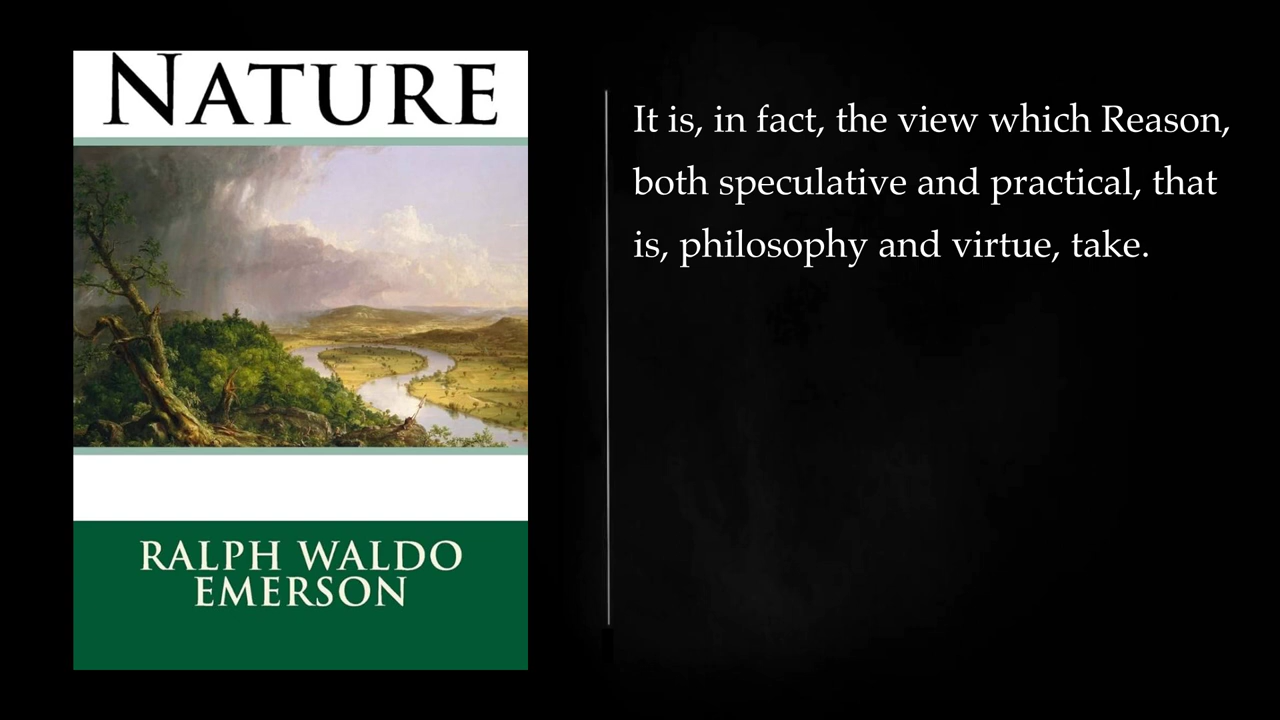 NATURE
RALPH WALDO
EMERSON
It is, in fact, the view which Reason,
both speculative and practical, that
is, philosophy and virtue, take.